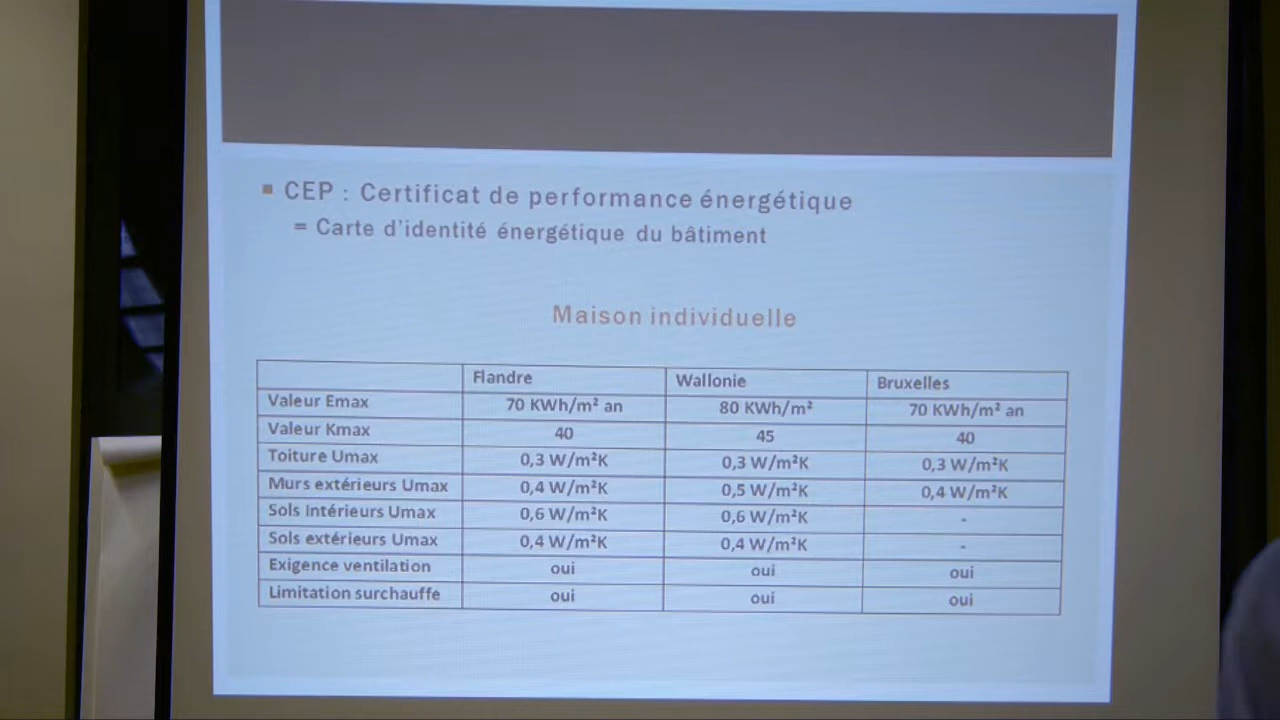 CEP : Certificat de performance énergétique
= Carte d'identité énergétique du bâtiment
Maison individuelle
Flandre Wallonie Bruxelles
Valeur Emax 70 KWh/m² an 80 KWh/m² 70 KWh/m² an
Valeur Kmax 40 45 40
Toiture Umax 0,3 W/m²K 0,3 W/m²K 0,3 W/m²K
Murs extérieurs Umax 0,4 W/m²K 0,5 W/m²K 0,4 W/m²K
Sols Intérieurs Umax 0,6 W/m²K 0,6 W/m²K -
Sols extérieurs Umax 0,4 W/m²K 0,4 W/m²K -
Exigence ventilation oui oui oui
Limitation surchauffe oui oui oui